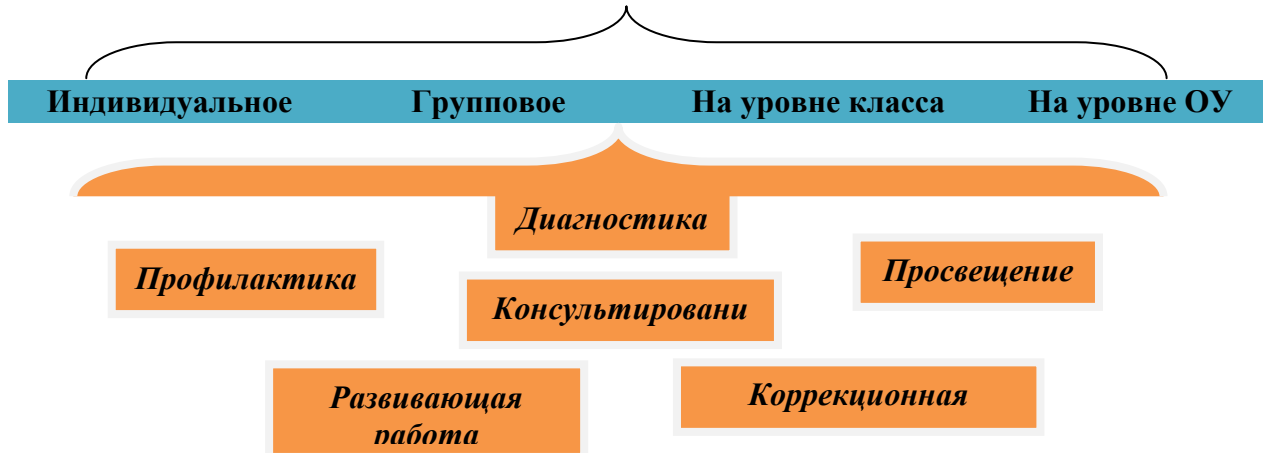 Индивидуальное Групповое На уровне класса На уровне ОУ
Диагностика
Профилактика
Просвещение
Консультировани
Развивающая
работа
Коррекционная